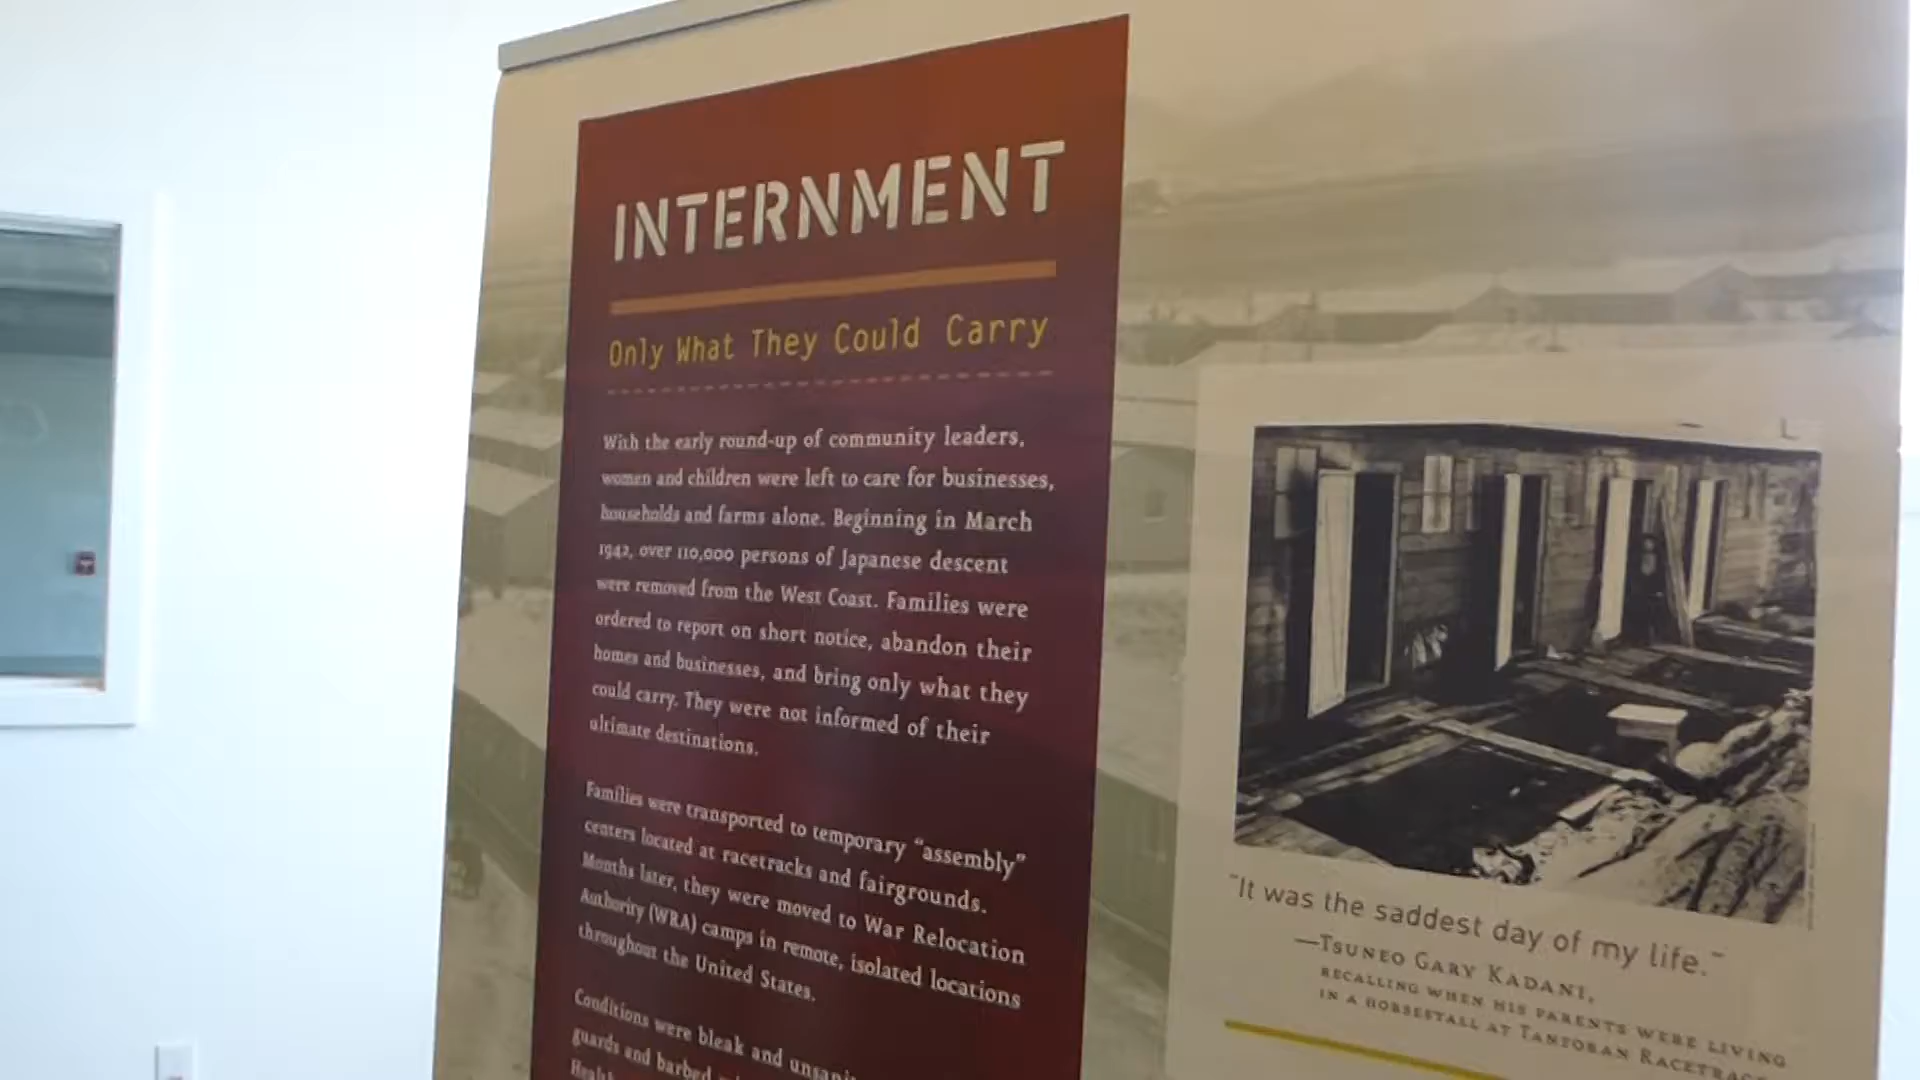 INTERNMENT
Only What They Could Carry
With the early round-up of community leaders,
women and children were left to care for businesses,
households and farms alone. Beginning in March
1942, over 110,000 persons of Japanese descent
were removed from the West Coast. Families were
ordered to report on short notice, abandon their
homes and businesses, and bring only what they
could carry. They were not informed of their
ultimate destinations.
Families were transported to temporary “assembly”
centers located at racetracks and fairgrounds.
Months later, they were moved to War Relocation
Authority (WRA) camps in remote, isolated locations
throughout the United States.
Conditions were bleak and
guards and barbed
"It was the saddest day of my life."
—TSUNEO GARY KADANI,
RECALLING WHEN HIS PARENTS WERE LIVING
IN A HORSESTALL AT TANFORAN